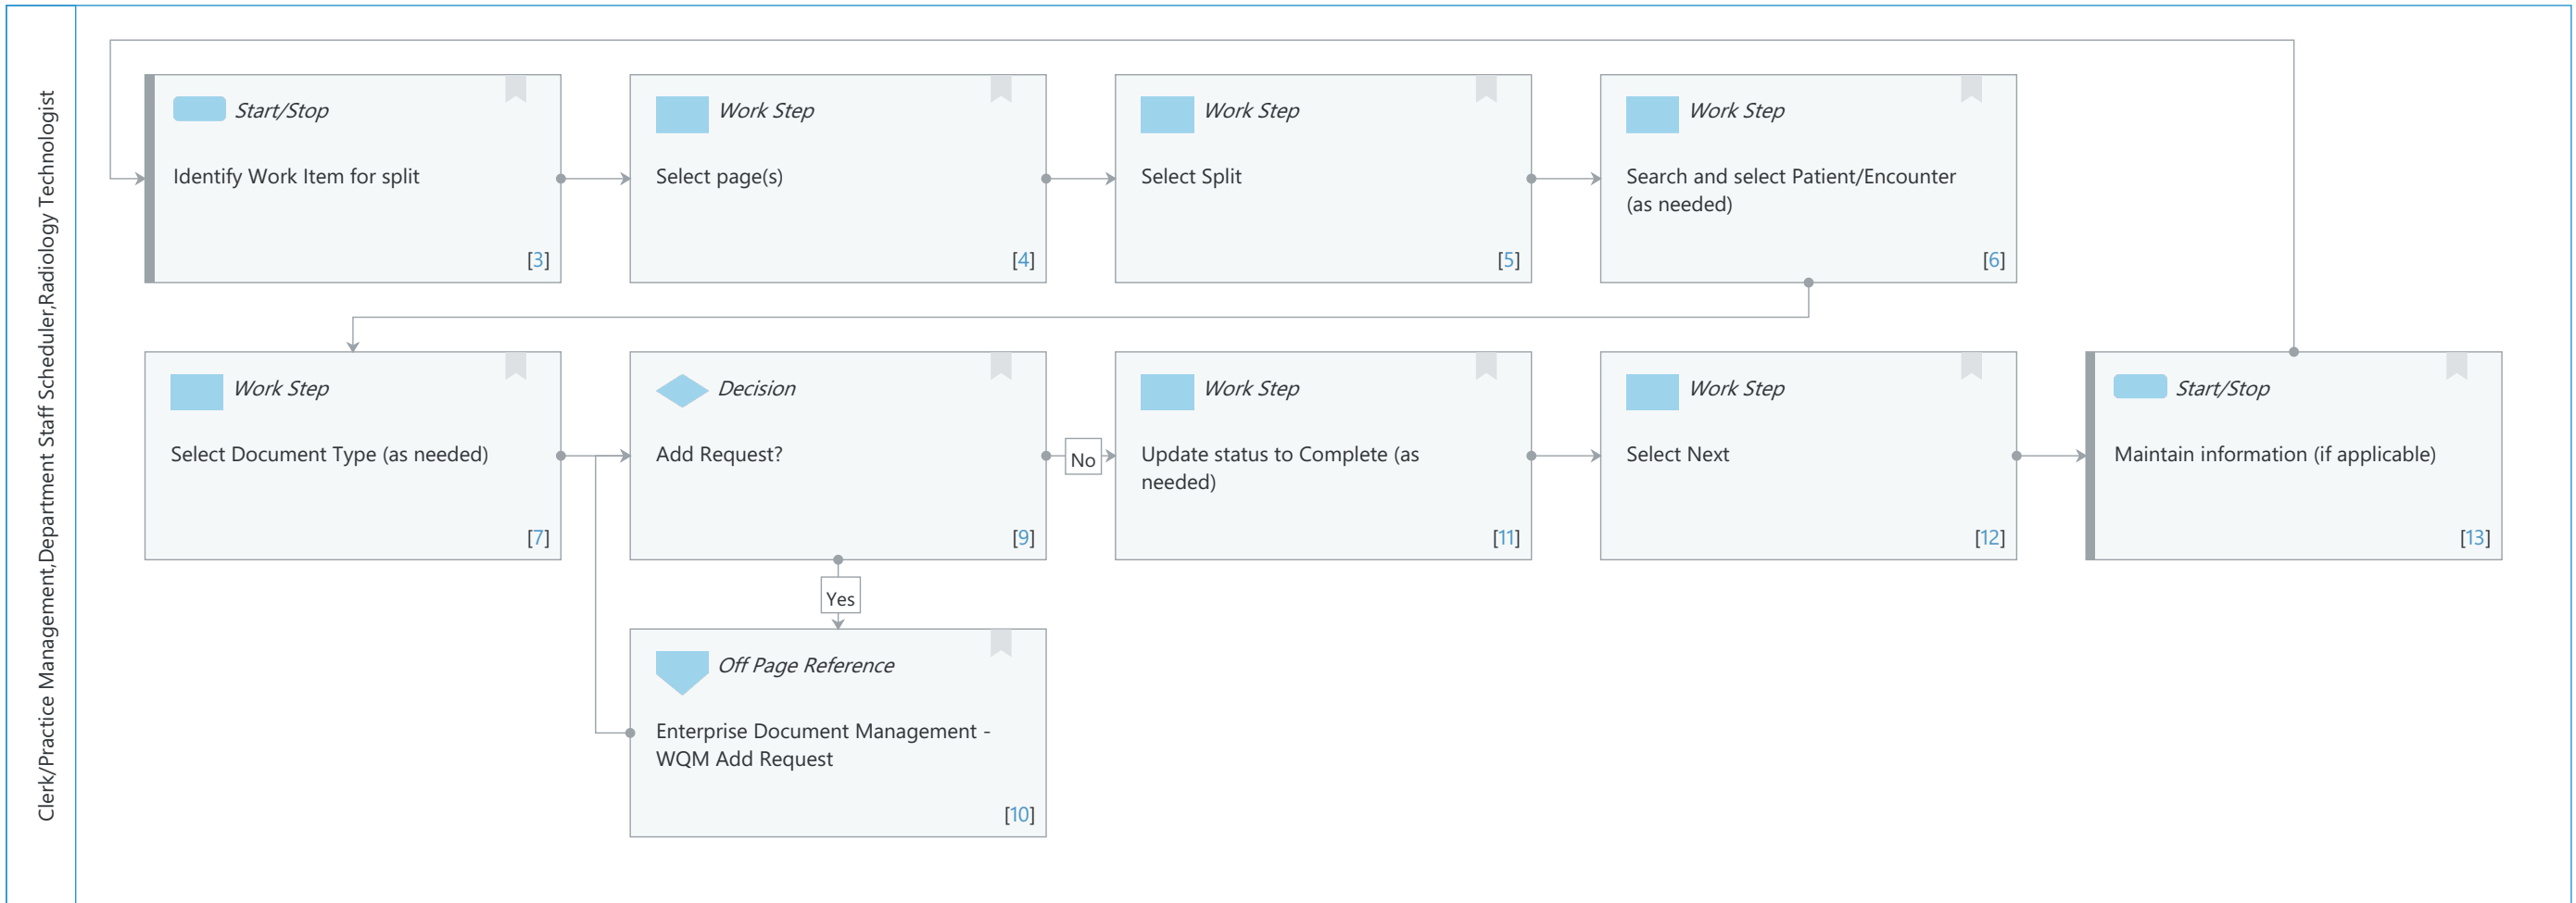 Clerk/Practice Management,Department Staff Scheduler,Radiology Technologist
Start/Stop
Identify Work Item for split
[3]
Work Step
Select page(s)
[4]
Work Step
Select Split
[5]
Work Step
Search and select Patient/Encounter
(as needed)
[6]
Work Step
Select Document Type (as needed)
[7]
Decision
Add Request?
[9]
No
Work Step
Update status to Complete (as
needed)
[11]
Work Step
Select Next
[12]
Start/Stop
Maintain information (if applicable)
[13]
Yes
Off Page Reference
Enterprise Document Management -
WQM Add Request
[10]